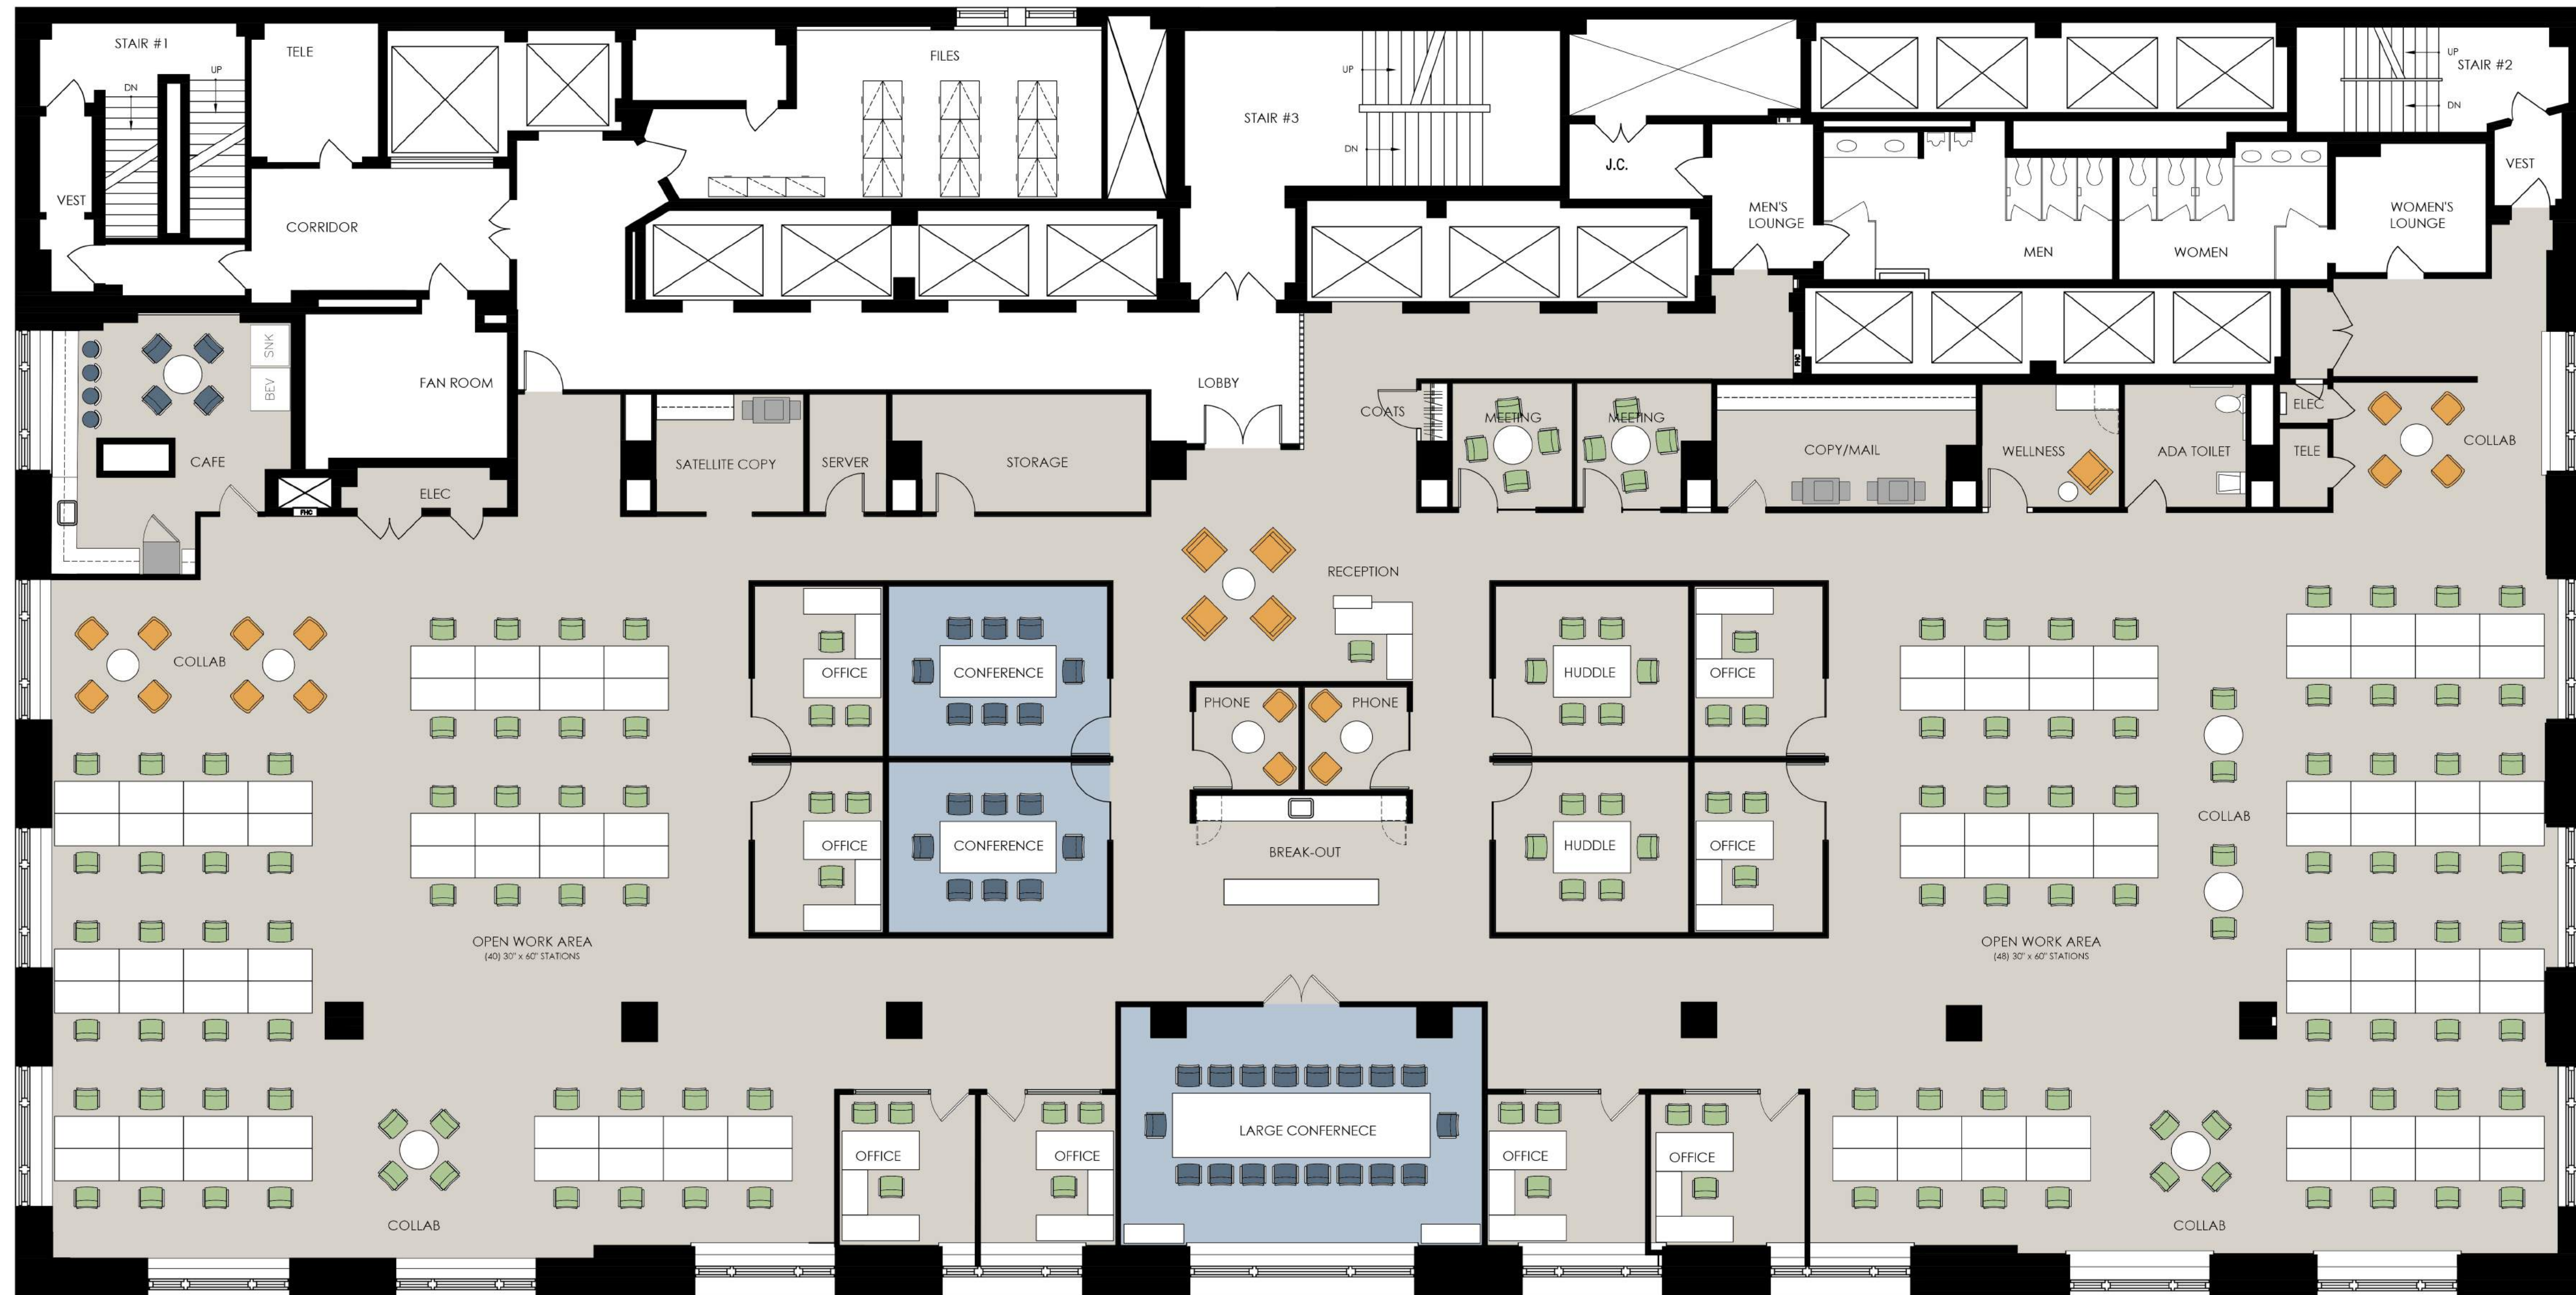 STAIR #1
TELE
FILES
UP
STAIR #2
UP
UP
DN
DN
STAIR #3
DN
J.C.
VEST
VEST
CORRIDOR
MEN'S
LOUNGE
WOMEN'S
LOUNGE
MEN
WOMEN
SNK
BEV
FAN ROOM
LOBBY
FHC
COATS
MEETING
MEETING
ELEC
CAFE
SATELLITE COPY
SERVER
STORAGE
COPY/MAIL
WELLNESS
ADA TOILET
TELE
COLLAB
ELEC
FHC
RECEPTION
COLLAB
OFFICE
CONFERENCE
HUDDLE
OFFICE
PHONE
PHONE
COLLAB
OFFICE
CONFERENCE
BREAK-OUT
HUDDLE
OFFICE
OPEN WORK AREA
(40) 30" x 60" STATIONS
OPEN WORK AREA
(48) 30" x 60" STATIONS
LARGE CONFERNECE
OFFICE
OFFICE
OFFICE
OFFICE
COLLAB
COLLAB